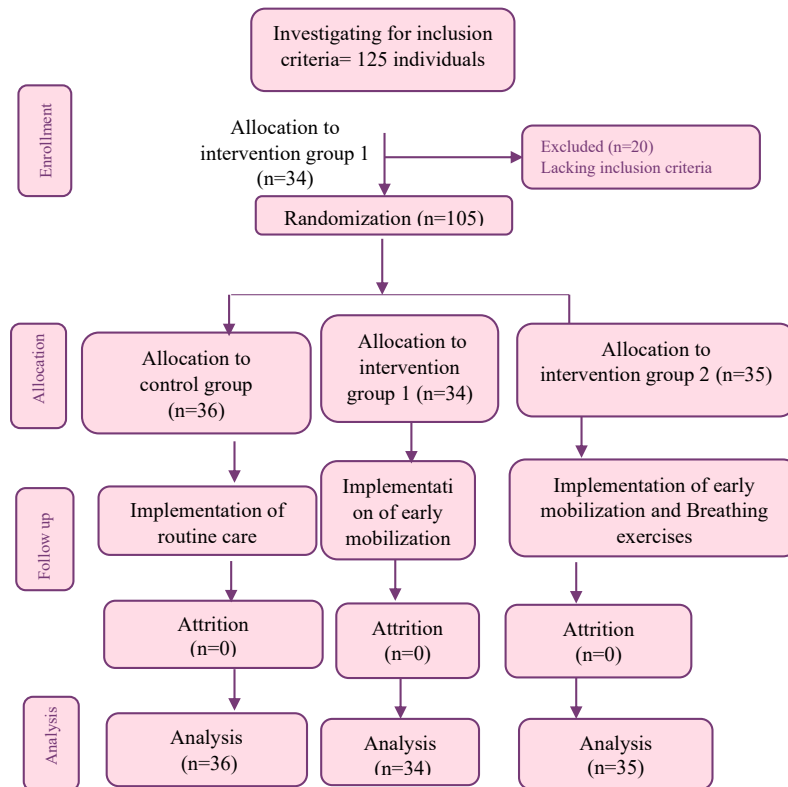 Investigating for inclusion
criteria= 125 individuals
Enrollment
Allocation to
intervention group 1
(n=34)
Excluded (n=20)
Lacking inclusion criteria
Randomization (n=105)
Allocation
Allocation to
control group
(n=36)
Allocation to
intervention
group 1 (n=34)
Allocation to
intervention group 2 (n=35)
Follow up
Implementation of
routine care
Implementati
on of early
mobilization
Implementation of early
mobilization and Breathing
exercises
Attrition
(n=0)
Attrition
(n=0)
Attrition
(n=0)
Analysis
Analysis
(n=36)
Analysis
(n=34)
Analysis
(n=35)